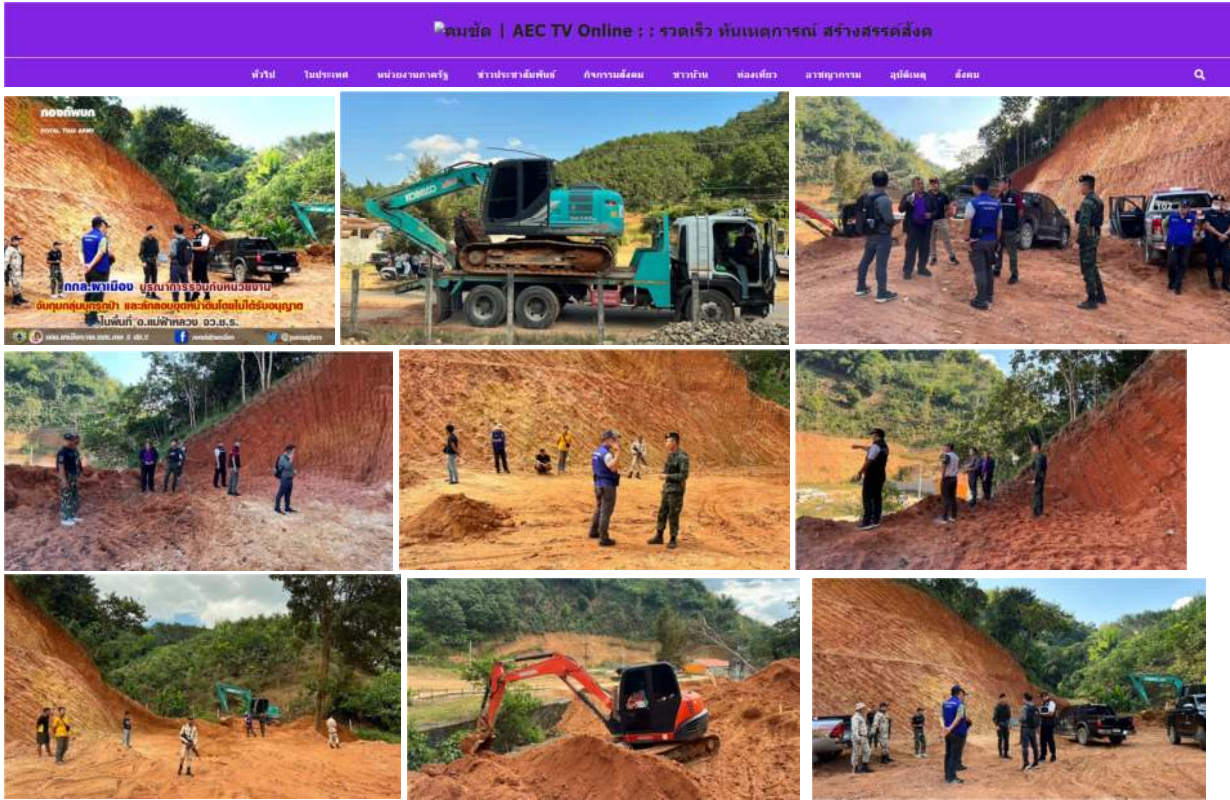 คมชัด | AEC TV Online : : รวดเร็ว ทันเหตุการณ์ สร้างสรรค์สังค
ทั่วไป ในประเทศ หน่วยงานภาครัฐ ข่าวประชาสัมพันธ์ กิจกรรมสังคม ชาวบ้าน ท่องเที่ยว อาชญากรรม อุบัติเหตุ สังคม
กองทัพบก
ROYAL THAI ARMY
กกล.ผาเมือง บูรณาการร่วมกับหน่วยงาน
จับกุมกลุ่มบุกรุกป่า และลักลอบขุดหน้าดินโดยไม่ได้รับอนุญาต
ในพื้นที่ อ.แม่ฟ้าหลวง จว.ช.ร.
KOBELCO